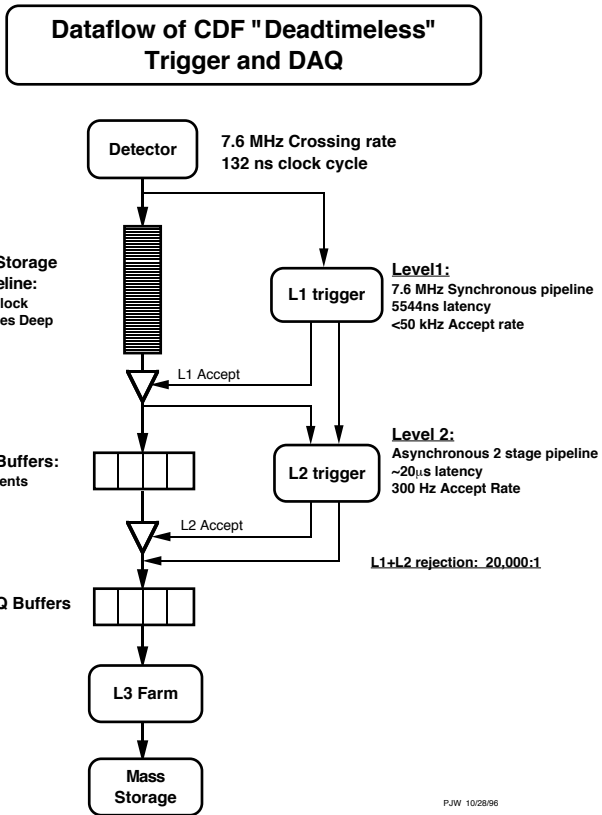 Dataflow of CDF "Deadtimeless"
Trigger and DAQ
Detector
7.6 MHz Crossing rate
132 ns clock cycle
Storage
eline:
lock
es Deep
L1 trigger
Level1:
7.6 MHz Synchronous pipeline
5544ns latency
<50 kHz Accept rate
L1 Accept
Buffers:
ents
L2 trigger
Level 2:
Asynchronous 2 stage pipeline
~20µs latency
300 Hz Accept Rate
L2 Accept
L1+L2 rejection: 20,000:1
Q Buffers
L3 Farm
Mass
Storage
PJW 10/28/96